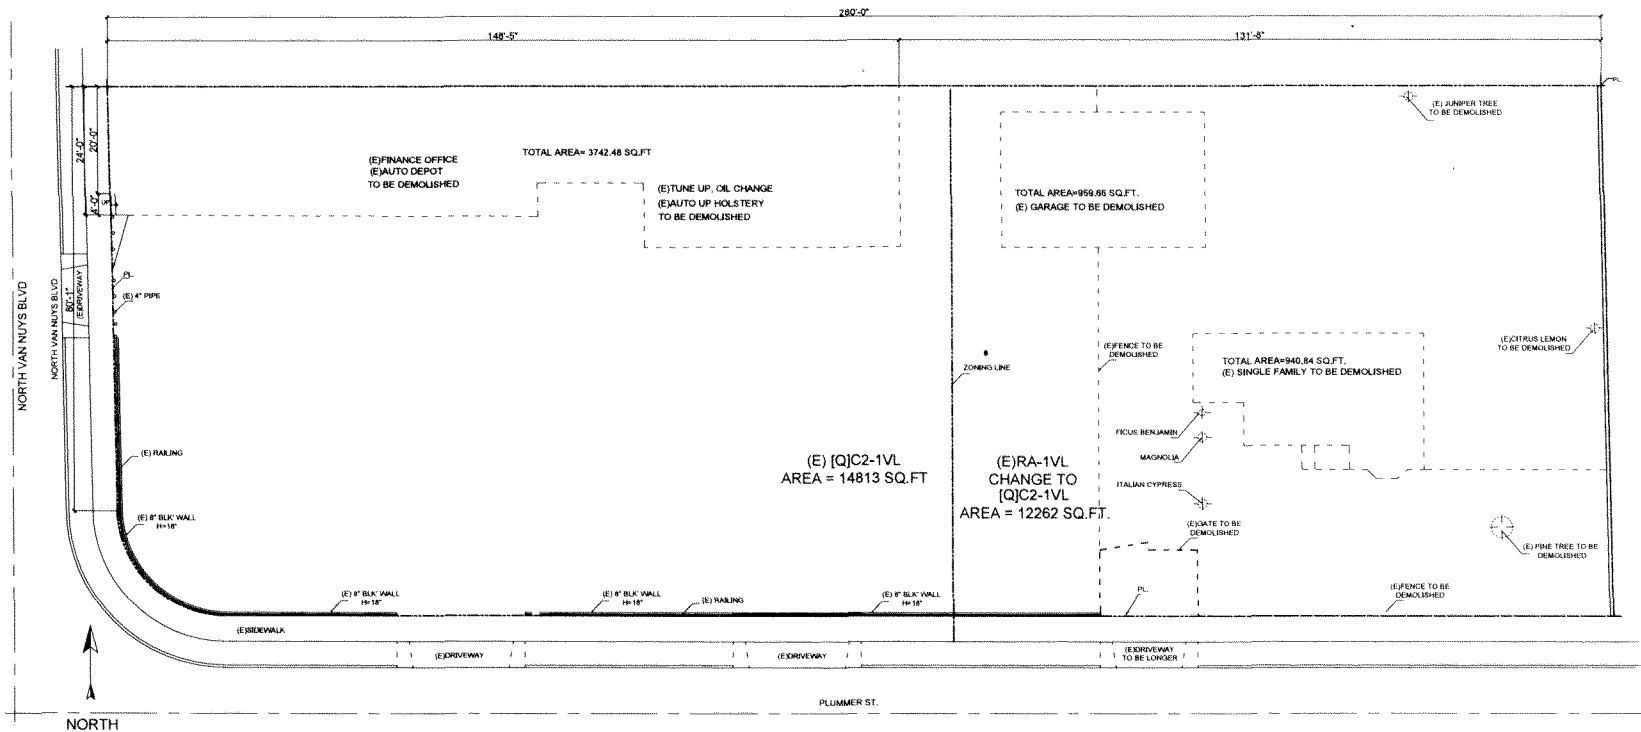 280'-0"
148'-5"
131'-8"
PL.
24'-0"
20'-0"
4'-0"
UP
(E)FINANCE OFFICE
(E)AUTO DEPOT
TO BE DEMOLISHED
TOTAL AREA= 3742.48 SQ.FT
(E)TUNE UP, OIL CHANGE
(E)AUTO UP HOLSTERY
TO BE DEMOLISHED
TOTAL AREA=959.66 SQ.FT.
(E) GARAGE TO BE DEMOLISHED
(E) JUNIPER TREE
TO BE DEMOLISHED
NORTH VAN NUYS BLVD
NORTH VAN NUYS BLVD
80'-1"
(E)DRIVEWAY
PL
(E) 4" PIPE
(E)FENCE TO BE
DEMOLISHED
ZONING LINE
TOTAL AREA=940.84 SQ.FT.
(E) SINGLE FAMILY TO BE DEMOLISHED
(E)CITRUS LEMON
TO BE DEMOLISHED
FICUS BENJAMIN
MAGNOLIA
ITALIAN CYPRESS
(E) RAILING
(E) [Q]C2-1VL
AREA = 14813 SQ.FT
(E)RA-1VL
CHANGE TO
[Q]C2-1VL
AREA = 12262 SQ.FT.
(E) 8" BLK' WALL
H=18"
(E)GATE TO BE
DEMOLISHED
(E) PINE TREE TO BE
DEMOLISHED
(E) 8" BLK' WALL
H=18"
(E) 8" BLK' WALL
H=18"
(E) RAILING
(E) 8" BLK' WALL
H=18"
PL.
(E)FENCE TO BE
DEMOLISHED
(E)SIDEWALK
(E)DRIVEWAY
(E)DRIVEWAY
(E)DRIVEWAY
TO BE LONGER
PLUMMER ST.
NORTH